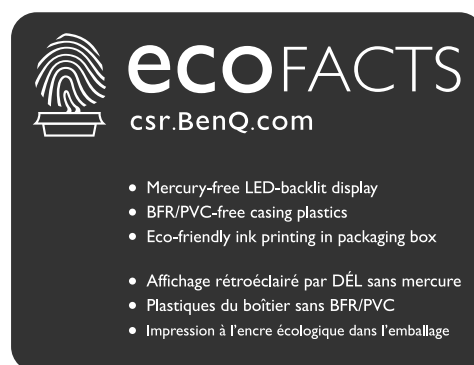 ecoFACTS
csr.BenQ.com
• Mercury-free LED-backlit display
• BFR/PVC-free casing plastics
• Eco-friendly ink printing in packaging box
• Affichage rétroéclairé par DÉL sans mercure
• Plastiques du boîtier sans BFR/PVC
• Impression à l'encre écologique dans l'emballage